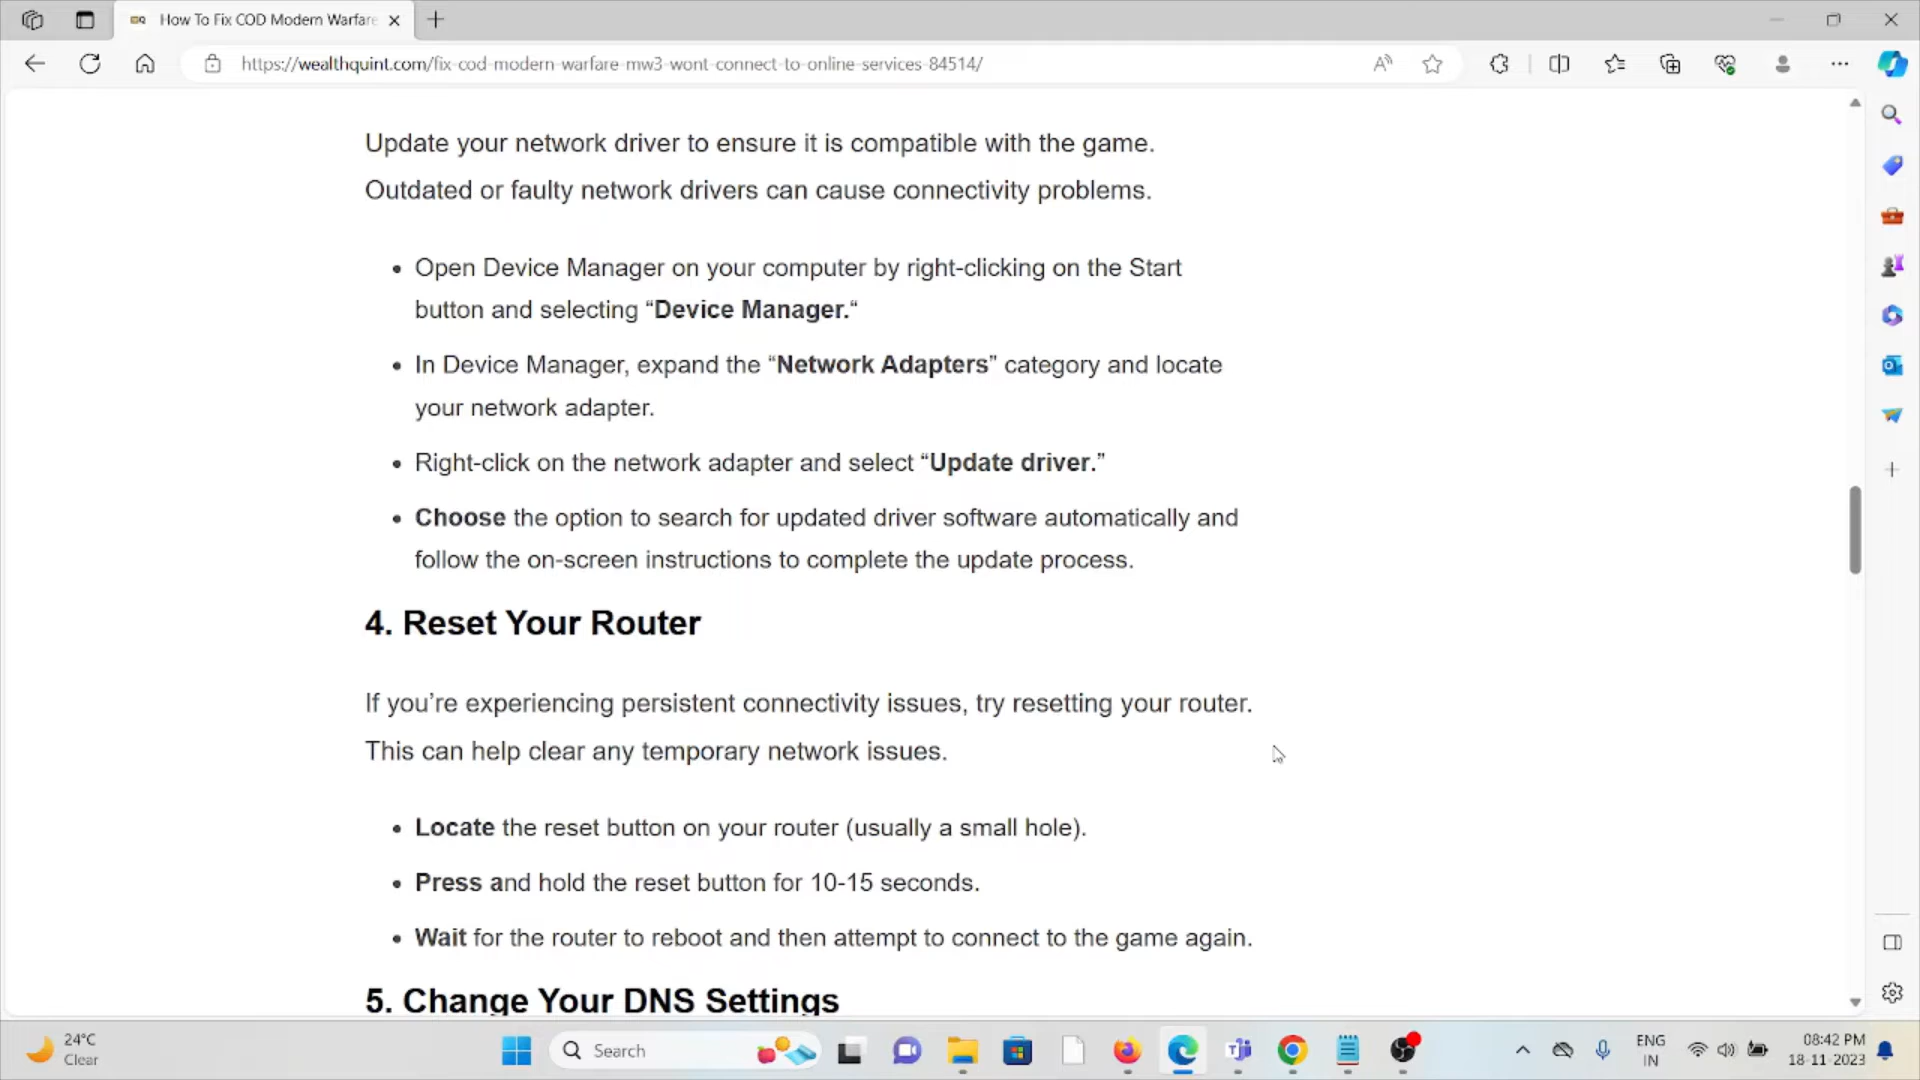 How To Fix COD Modern Warfare
https://wealthquint.com/fix-cod-modern-warfare-mw3-wont-connect-to-online-services-84514/
Update your network driver to ensure it is compatible with the game.
Outdated or faulty network drivers can cause connectivity problems.
• Open Device Manager on your computer by right-clicking on the Start
button and selecting “Device Manager.“
• In Device Manager, expand the “Network Adapters” category and locate
your network adapter.
• Right-click on the network adapter and select “Update driver.”
• Choose the option to search for updated driver software automatically and
follow the on-screen instructions to complete the update process.
4. Reset Your Router
If you’re experiencing persistent connectivity issues, try resetting your router.
This can help clear any temporary network issues.
• Locate the reset button on your router (usually a small hole).
• Press and hold the reset button for 10-15 seconds.
• Wait for the router to reboot and then attempt to connect to the game again.
5. Change Your DNS Settings
24°C
Clear
Search
ENG
IN
08:42 PM
18-11-2023